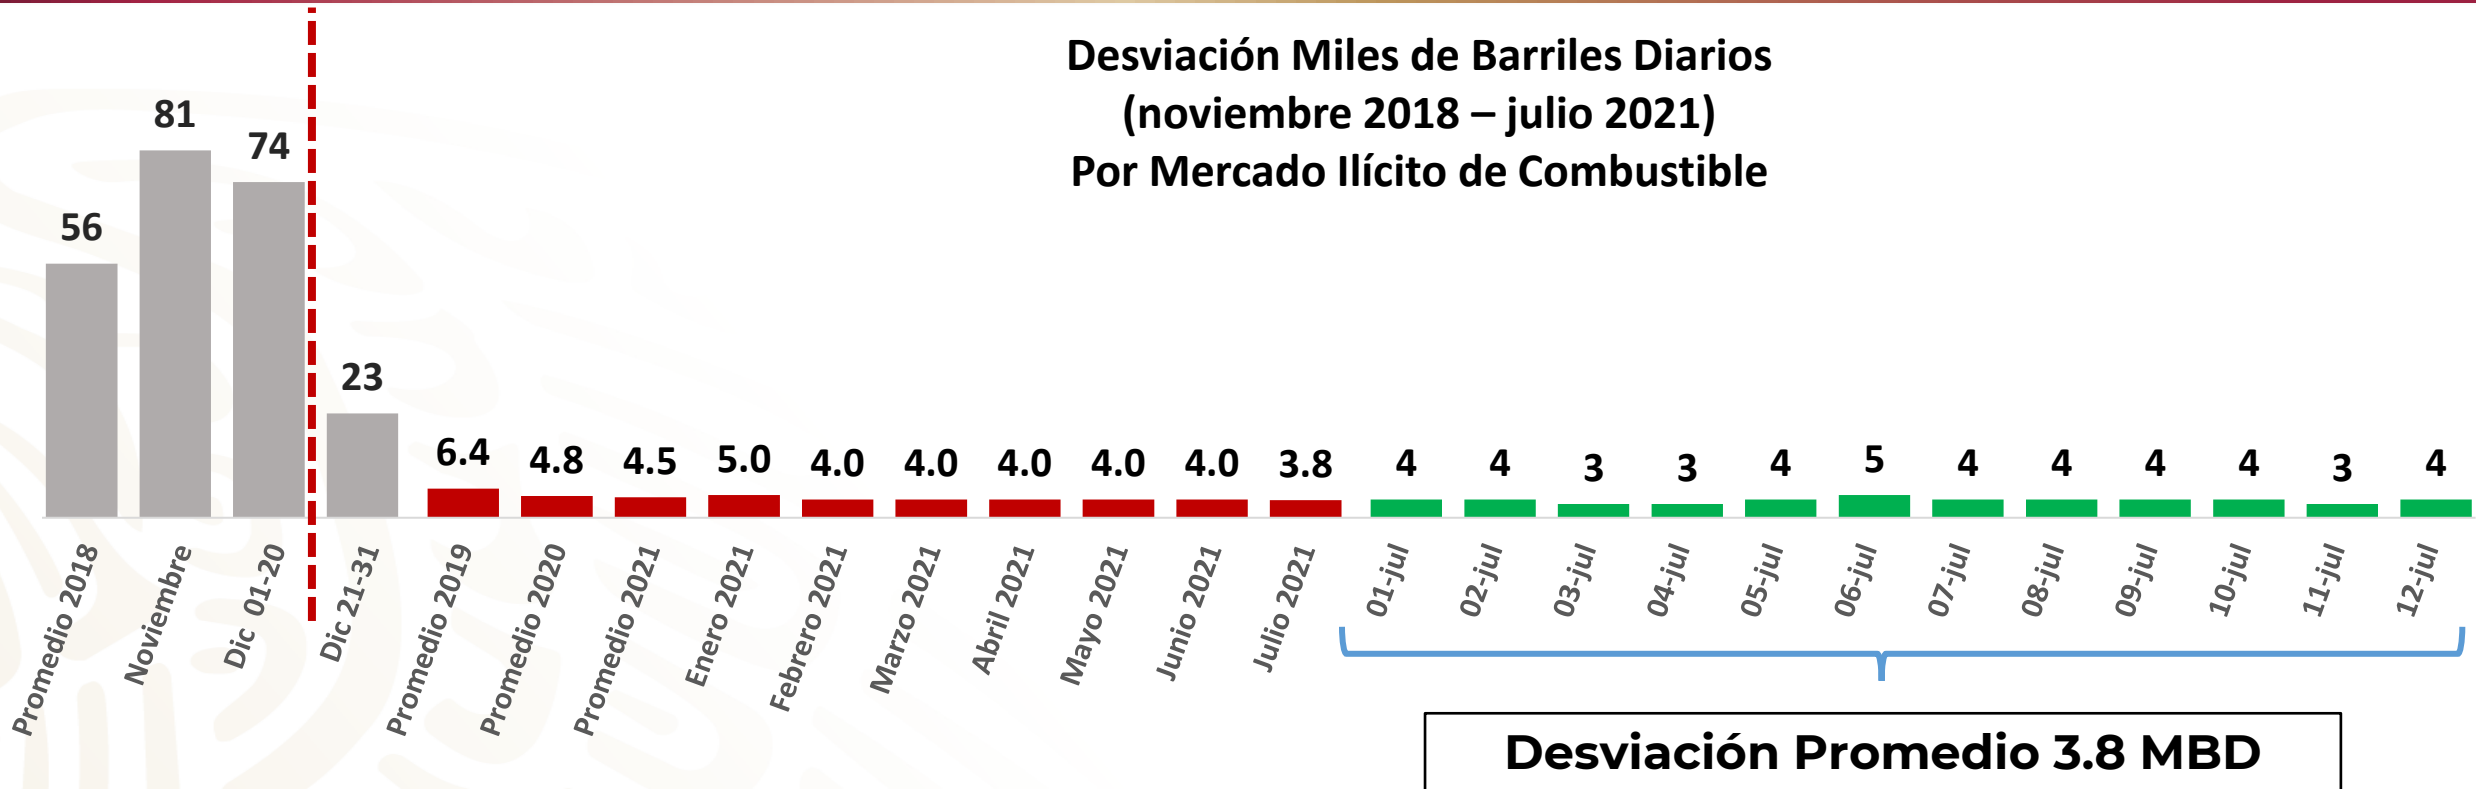 Desviación Miles de Barriles Diarios
(noviembre 2018 – julio 2021)
Por Mercado Ilícito de Combustible
56
81
74
23
6.4
4.8
4.5
5.0
4.0
4.0
4.0
4.0
4.0
3.8
4
4
3
3
4
5
4
4
4
4
3
4
Promedio 2018
Noviembre
Dic 01-20
Dic 21-31
Promedio 2019
Promedio 2020
Promedio 2021
Enero 2021
Febrero 2021
Marzo 2021
Abril 2021
Mayo 2021
Junio 2021
Julio 2021
01-jul
02-jul
03-jul
04-jul
05-jul
06-jul
07-jul
08-jul
09-jul
10-jul
11-jul
12-jul
Desviación Promedio 3.8 MBD